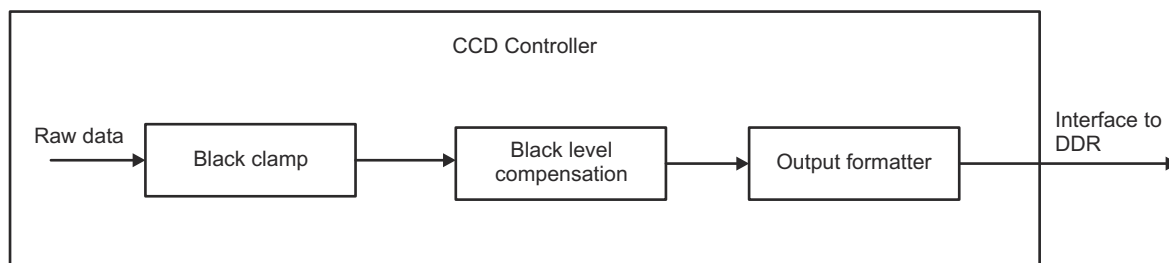 CCD Controller
Raw data
Black clamp
Black level
compensation
Output formatter
Interface to
DDR